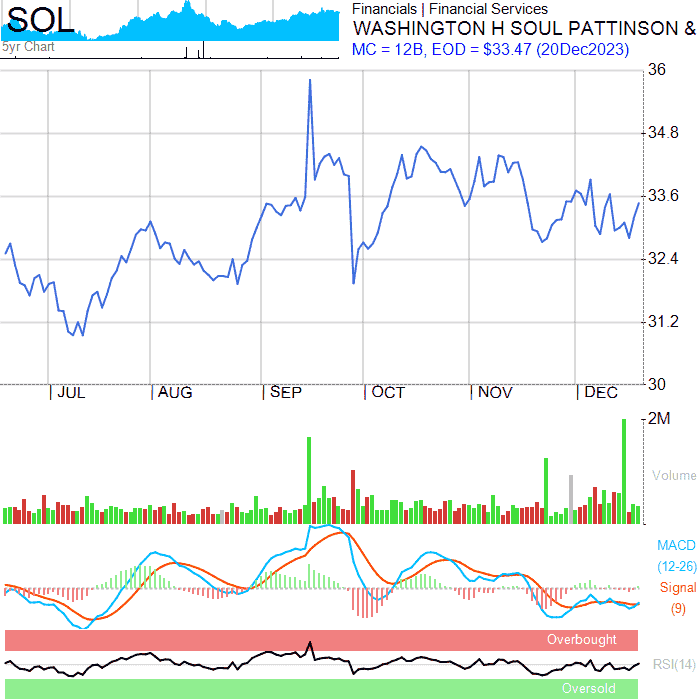 SOL
5yr Chart
Financials | Financial Services
WASHINGTON H SOUL PATTINSON &
MC = 12B, EOD = $33.47 (20Dec2023)
36
34.8
33.6
32.4
31.2
30
JUL
AUG
SEP
OCT
NOV
DEC
2M
Volume
MACD
(12-26)
Signal
(9)
Overbought
RSI(14)
Oversold